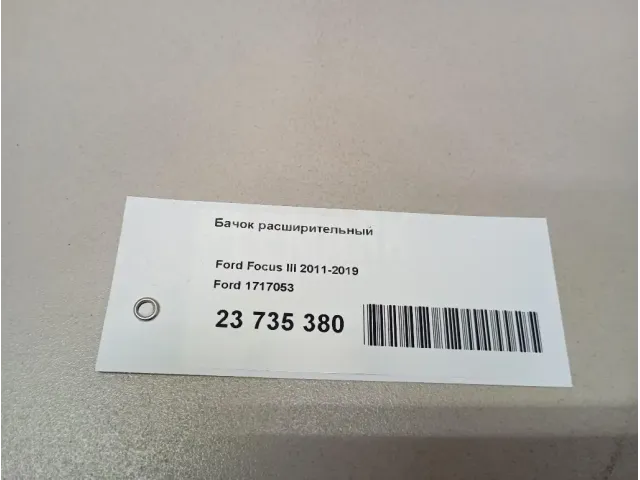 Бачок расширительный
Ford Focus III 2011-2019
Ford 1717053
23 735 380